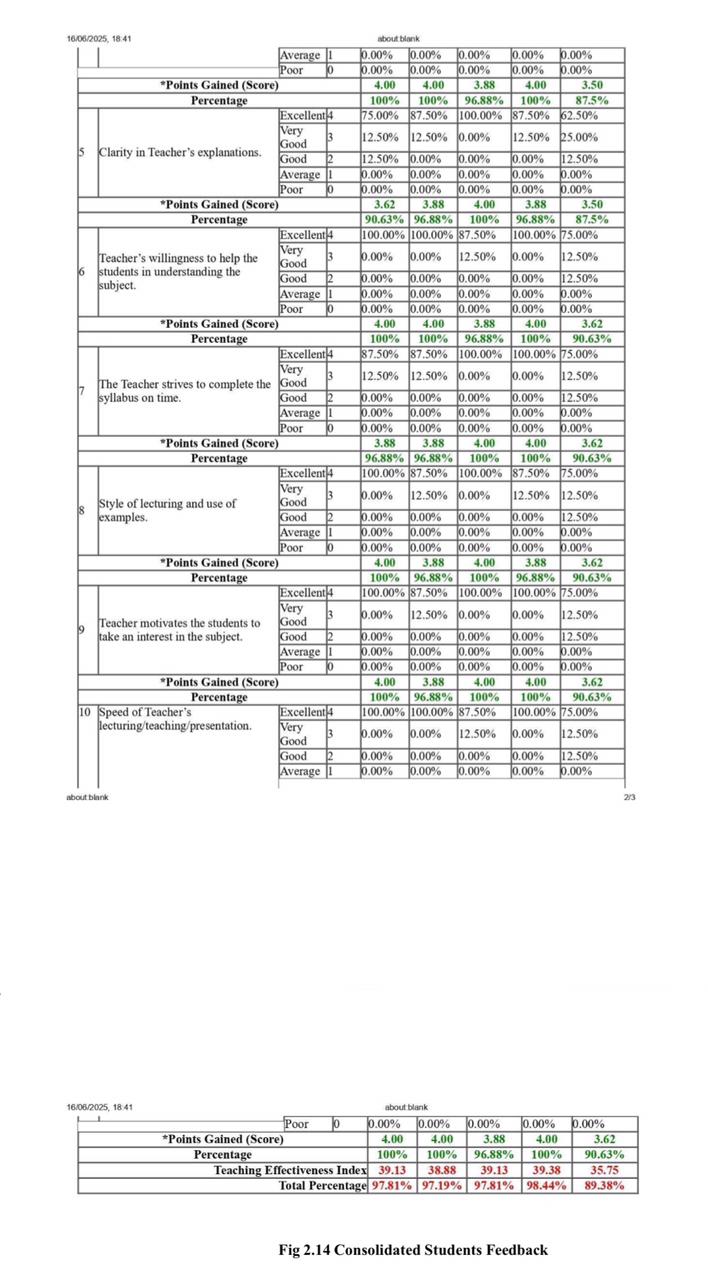 16/06/2025, 18:41 about:blank
Average 1 0.00% 0.00% 0.00% 0.00% 0.00%
Poor 0 0.00% 0.00% 0.00% 0.00% 0.00%
*Points Gained (Score) 4.00 4.00 3.88 4.00 3.50
Percentage 100% 100% 96.88% 100% 87.5%
5 Clarity in Teacher's explanations. Excellent 4 75.00% 87.50% 100.00% 87.50% 62.50%
Very Good 3 12.50% 12.50% 0.00% 12.50% 25.00%
Good 2 12.50% 0.00% 0.00% 0.00% 12.50%
Average 1 0.00% 0.00% 0.00% 0.00% 0.00%
Poor 0 0.00% 0.00% 0.00% 0.00% 0.00%
*Points Gained (Score) 3.62 3.88 4.00 3.88 3.50
Percentage 90.63% 96.88% 100% 96.88% 87.5%
6 Teacher's willingness to help the students in understanding the subject. Excellent 4 100.00% 100.00% 87.50% 100.00% 75.00%
Very Good 3 0.00% 0.00% 12.50% 0.00% 12.50%
Good 2 0.00% 0.00% 0.00% 0.00% 12.50%
Average 1 0.00% 0.00% 0.00% 0.00% 0.00%
Poor 0 0.00% 0.00% 0.00% 0.00% 0.00%
*Points Gained (Score) 4.00 4.00 3.88 4.00 3.62
Percentage 100% 100% 96.88% 100% 90.63%
7 The Teacher strives to complete the syllabus on time. Excellent 4 87.50% 87.50% 100.00% 100.00% 75.00%
Very Good 3 12.50% 12.50% 0.00% 0.00% 12.50%
Good 2 0.00% 0.00% 0.00% 0.00% 12.50%
Average 1 0.00% 0.00% 0.00% 0.00% 0.00%
Poor 0 0.00% 0.00% 0.00% 0.00% 0.00%
*Points Gained (Score) 3.88 3.88 4.00 4.00 3.62
Percentage 96.88% 96.88% 100% 100% 90.63%
8 Style of lecturing and use of examples. Excellent 4 100.00% 87.50% 100.00% 87.50% 75.00%
Very Good 3 0.00% 12.50% 0.00% 12.50% 12.50%
Good 2 0.00% 0.00% 0.00% 0.00% 12.50%
Average 1 0.00% 0.00% 0.00% 0.00% 0.00%
Poor 0 0.00% 0.00% 0.00% 0.00% 0.00%
*Points Gained (Score) 4.00 3.88 4.00 3.88 3.62
Percentage 100% 96.88% 100% 96.88% 90.63%
9 Teacher motivates the students to take an interest in the subject. Excellent 4 100.00% 87.50% 100.00% 100.00% 75.00%
Very Good 3 0.00% 12.50% 0.00% 0.00% 12.50%
Good 2 0.00% 0.00% 0.00% 0.00% 12.50%
Average 1 0.00% 0.00% 0.00% 0.00% 0.00%
Poor 0 0.00% 0.00% 0.00% 0.00% 0.00%
*Points Gained (Score) 4.00 3.88 4.00 4.00 3.62
Percentage 100% 96.88% 100% 100% 90.63%
10 Speed of Teacher's lecturing/teaching/presentation. Excellent 4 100.00% 100.00% 87.50% 100.00% 75.00%
Very Good 3 0.00% 0.00% 12.50% 0.00% 12.50%
Good 2 0.00% 0.00% 0.00% 0.00% 12.50%
Average 1 0.00% 0.00% 0.00% 0.00% 0.00%
about:blank 2/3
16/06/2025, 18:41 about:blank
Poor 0 0.00% 0.00% 0.00% 0.00% 0.00%
*Points Gained (Score) 4.00 4.00 3.88 4.00 3.62
Percentage 100% 100% 96.88% 100% 90.63%
Teaching Effectiveness Index 39.13 38.88 39.13 39.38 35.75
Total Percentage 97.81% 97.19% 97.81% 98.44% 89.38%
Fig 2.14 Consolidated Students Feedback